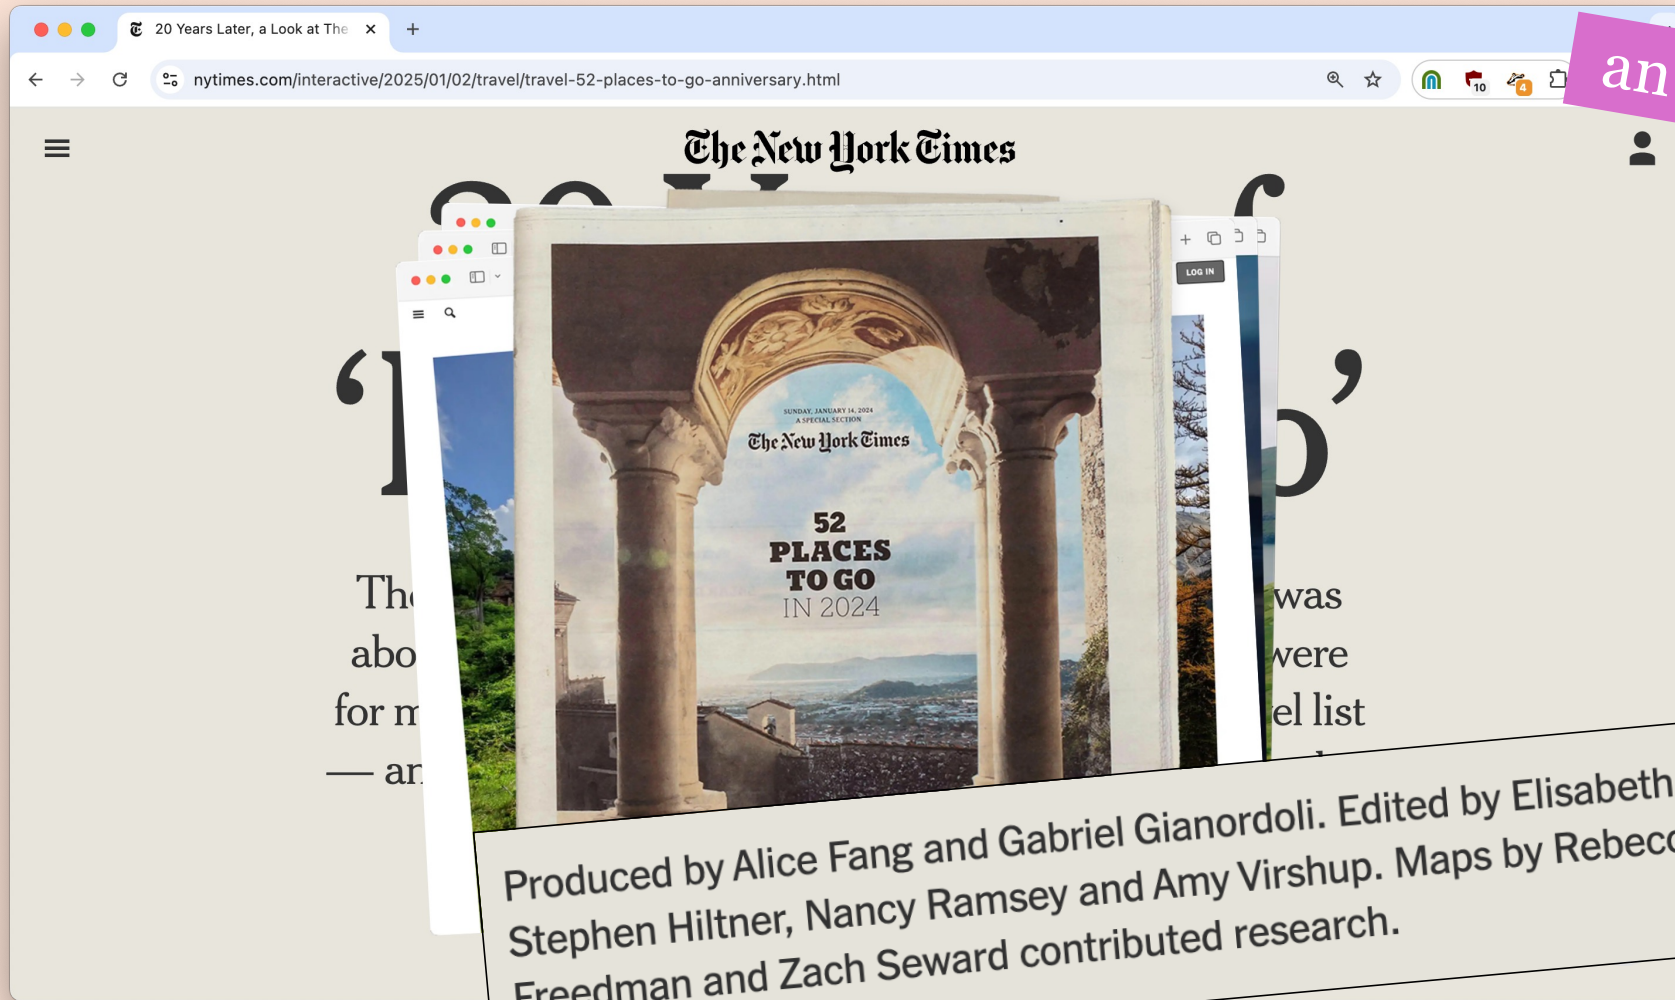 20 Years Later, a Look at The
an
nytimes.com/interactive/2025/01/02/travel/travel-52-places-to-go-anniversary.html
10
4
The New York Times
LOG IN
SUNDAY, JANUARY 14, 2024
A SPECIAL SECTION
The New York Times
52
PLACES
TO GO
IN 2024
was
were
for
list
—
Produced by Alice Fang and Gabriel Gianordoli. Edited by Elisabeth
Stephen Hiltner, Nancy Ramsey and Amy Virshup. Maps by
Freedman and Zach Seward contributed research.